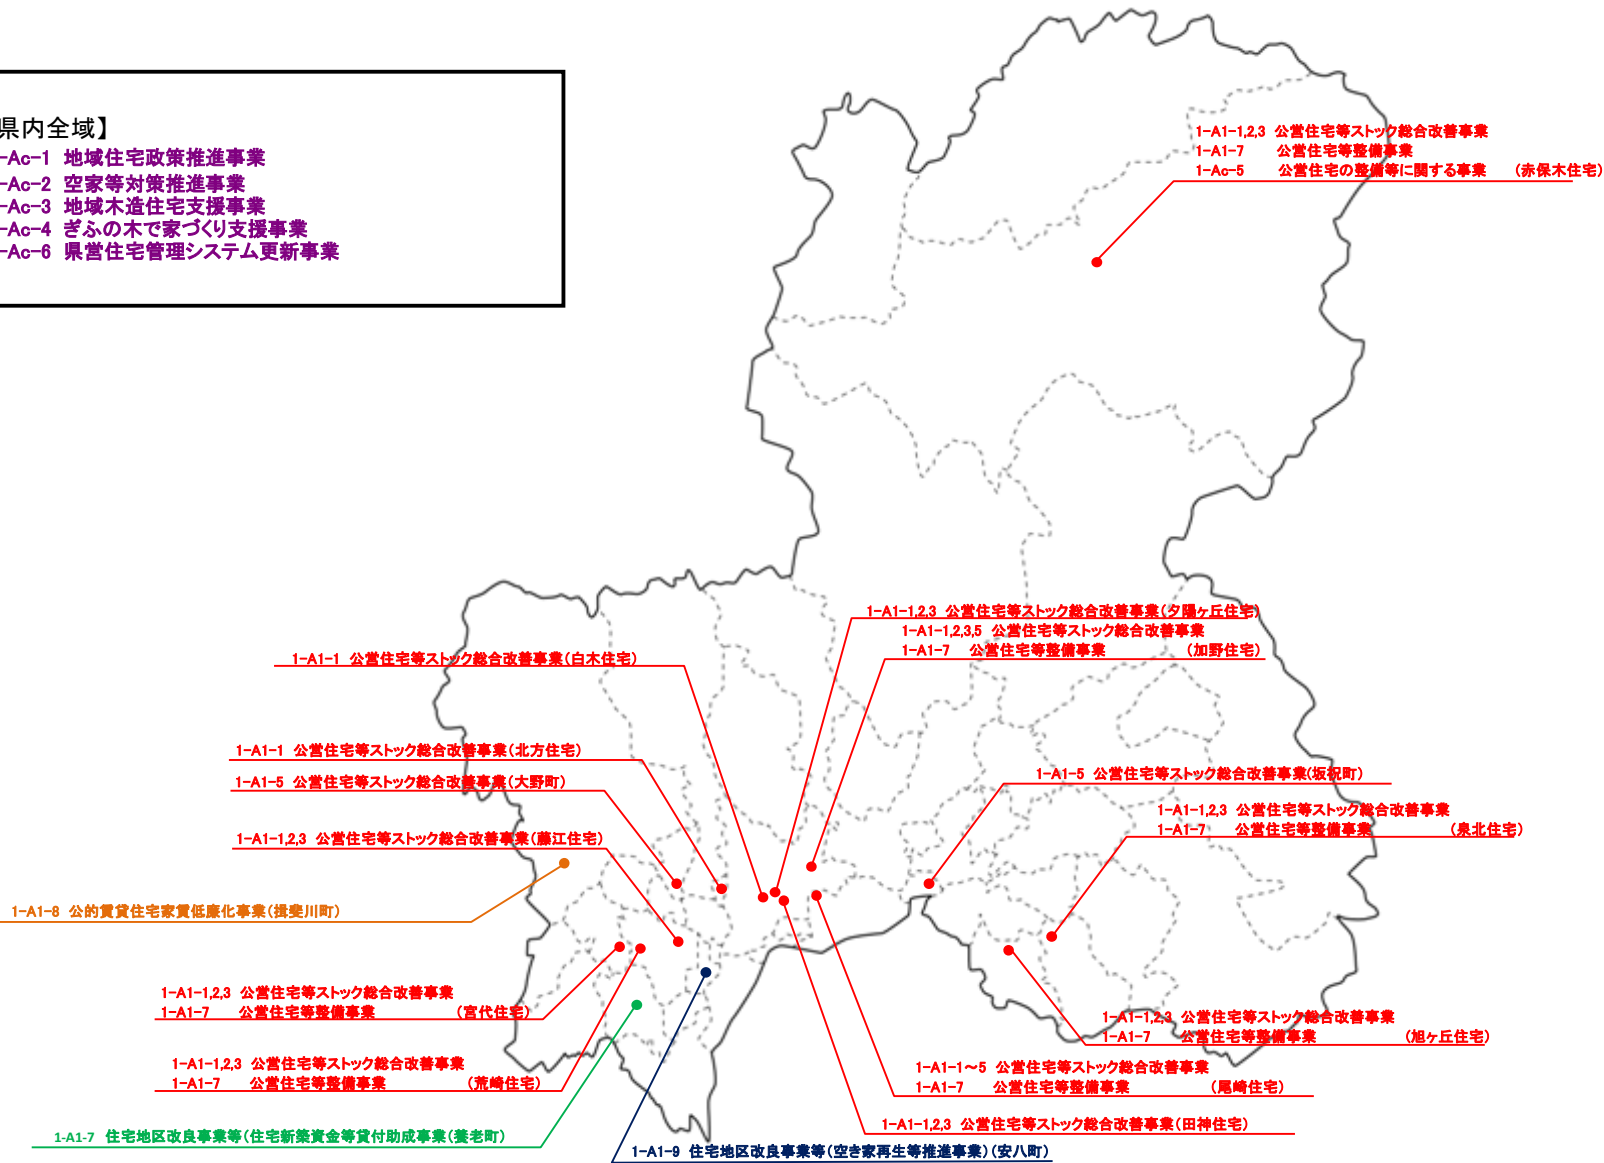 県内全域】
-Ac-1 地域住宅政策推進事業
-Ac-2 空家等対策推進事業
-Ac-3 地域木造住宅支援事業
-Ac-4 ぎふの木で家づくり支援事業
-Ac-6 県営住宅管理システム更新事業
1-A1-1,2,3 公営住宅等ストック総合改善事業
1-A1-7 公営住宅等整備事業
1-Ac-5 公営住宅の整備等に関する事業 (赤保木住宅)
1-A1-1,2,3 公営住宅等ストック総合改善事業(夕陽ヶ丘住宅)
1-A1-1,2,3,5 公営住宅等ストック総合改善事業
1-A1-7 公営住宅等整備事業 (加野住宅)
1-A1-1 公営住宅等ストック総合改善事業(白木住宅)
1-A1-1 公営住宅等ストック総合改善事業(北方住宅)
1-A1-5 公営住宅等ストック総合改善事業(大野町)
1-A1-5 公営住宅等ストック総合改善事業(坂祝町)
1-A1-1,2,3 公営住宅等ストック総合改善事業
1-A1-7 公営住宅等整備事業 (泉北住宅)
1-A1-1,2,3 公営住宅等ストック総合改善事業(藤江住宅)
1-A1-8 公的賃貸住宅家賃低廉化事業(揖斐川町)
1-A1-1,2,3 公営住宅等ストック総合改善事業
1-A1-7 公営住宅等整備事業 (宮代住宅)
1-A1-1,2,3 公営住宅等ストック総合改善事業
1-A1-7 公営住宅等整備事業 (旭ヶ丘住宅)
1-A1-1,2,3 公営住宅等ストック総合改善事業
1-A1-7 公営住宅等整備事業 (荒崎住宅)
1-A1-1～5 公営住宅等ストック総合改善事業
1-A1-7 公営住宅等整備事業 (尾崎住宅)
1-A1-1,2,3 公営住宅等ストック総合改善事業(田神住宅)
1-A1-7 住宅地区改良事業等(住宅新築資金等貸付助成事業(養老町)
1-A1-9 住宅地区改良事業等(空き家再生等推進事業)(安八町)